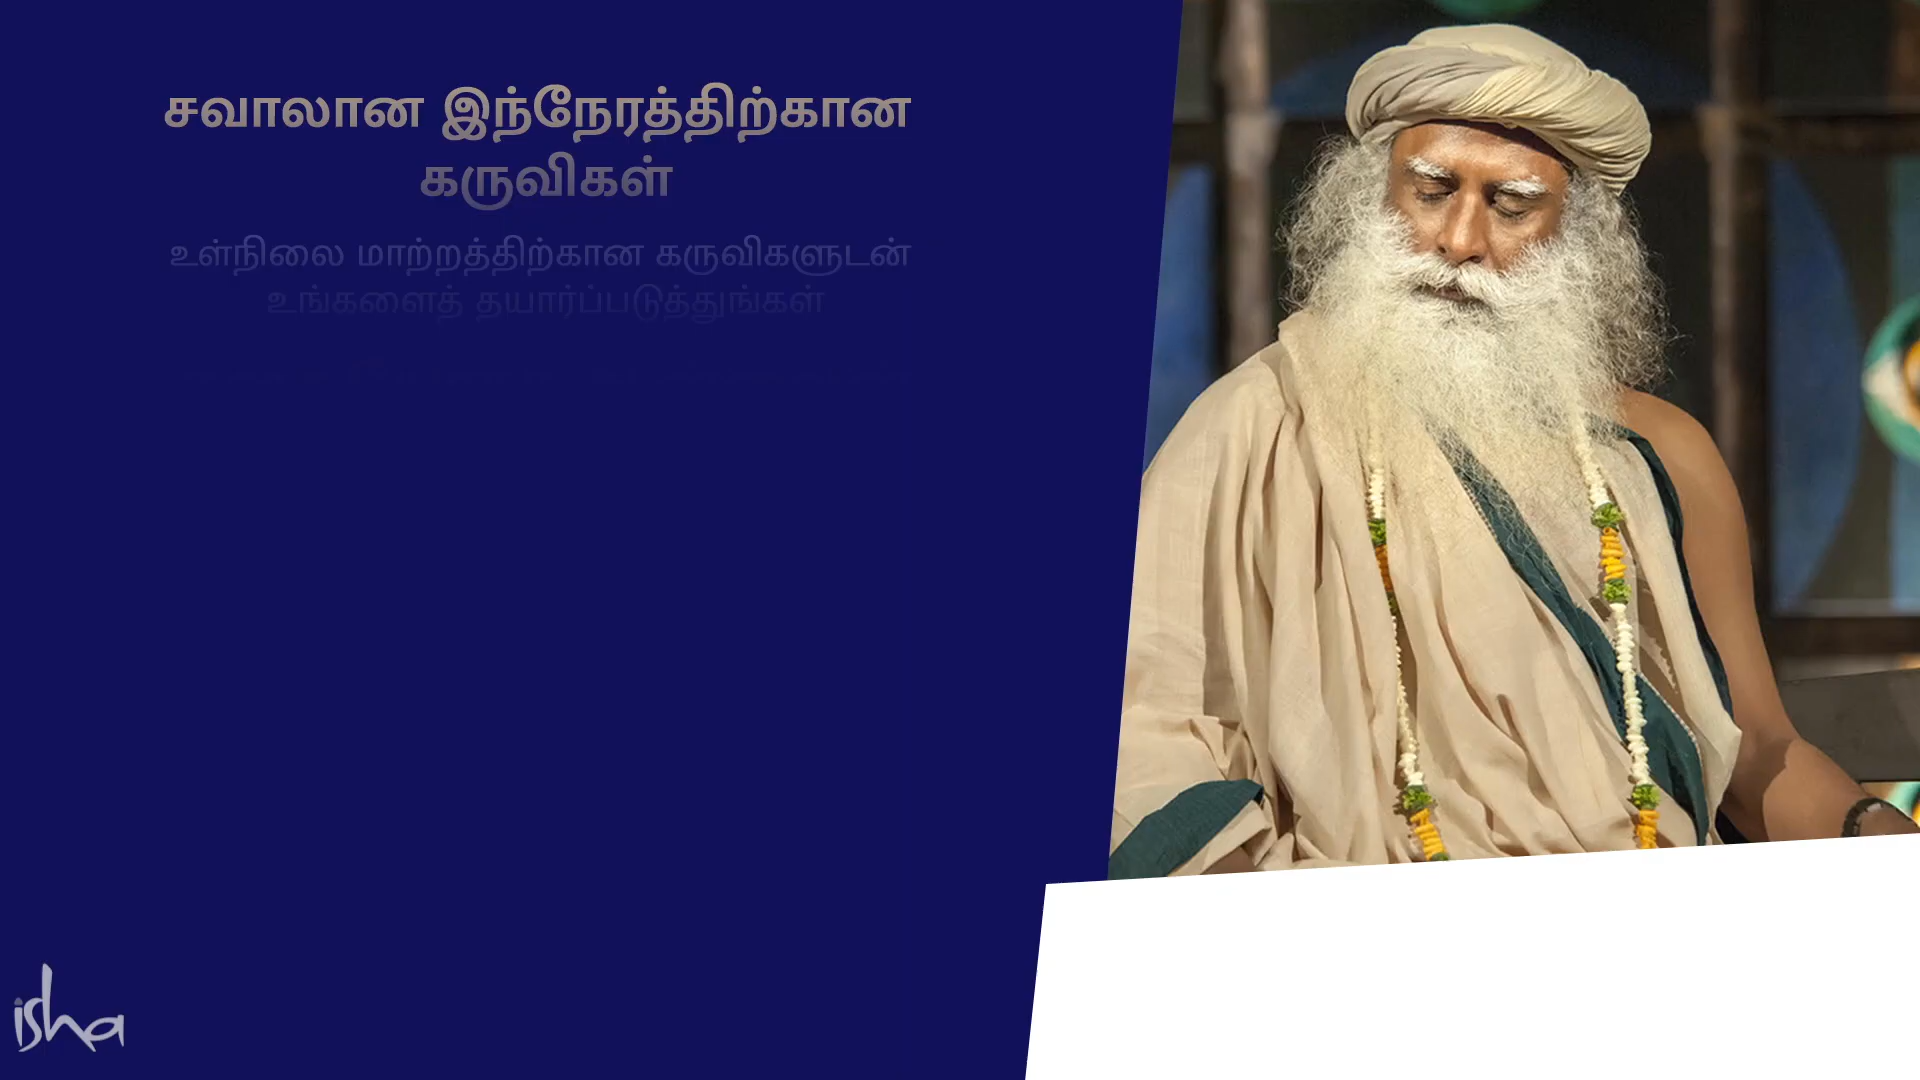 சவாலான இந்நேரத்திற்கான
கருவிகள்
உள்நிலை மாற்றத்திற்கான கருவிகளுடன்
உங்களைத் தயார்ப்படுத்துங்கள்
isha